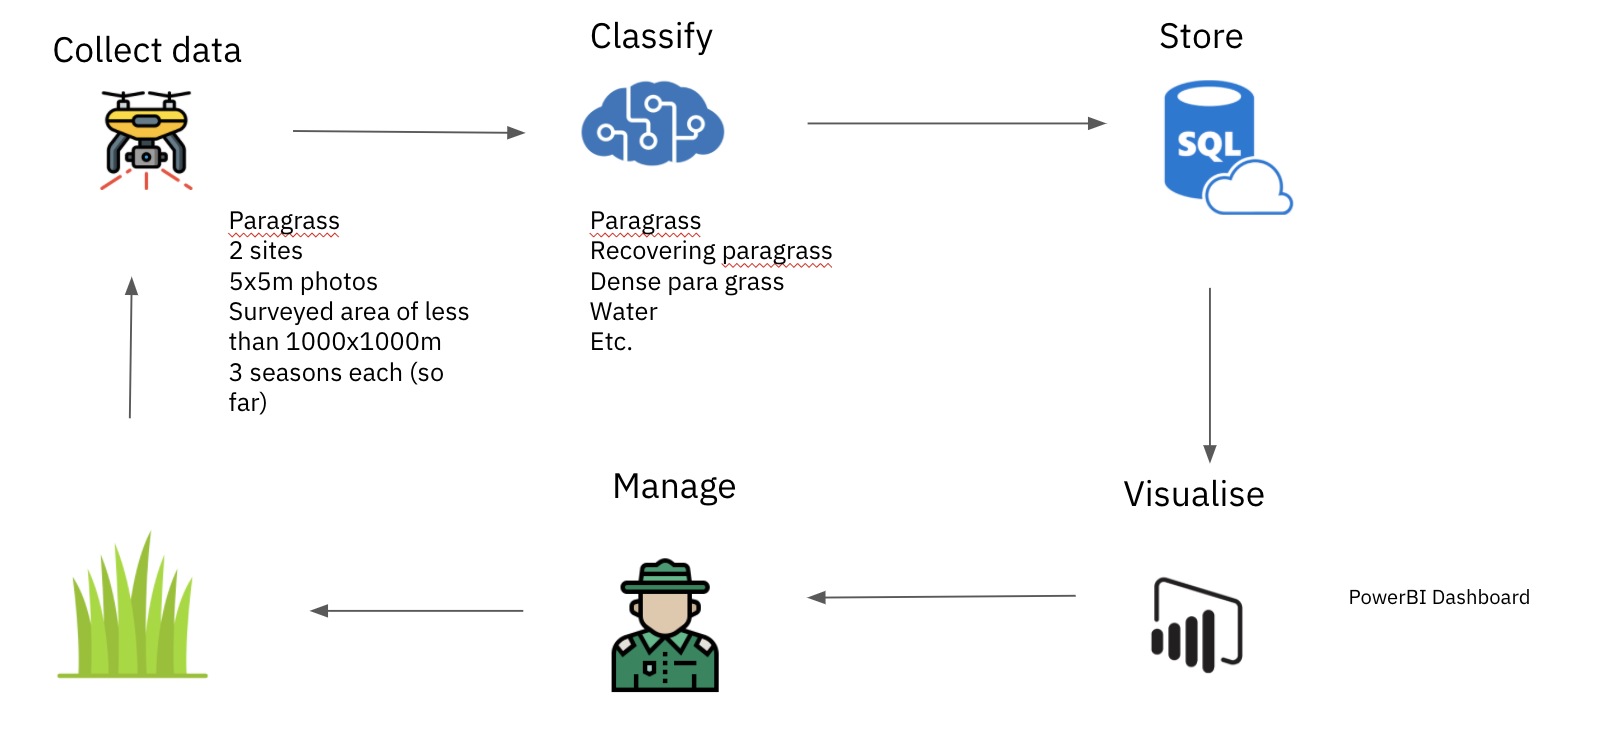 Collect data
Classify
Store
SQL
Paragrass
2 sites
5x5m photos
Surveyed area of less
than 1000x1000m
3 seasons each (so
far)
Paragrass
Recovering paragrass
Dense para grass
Water
Etc.
Manage
Visualise
PowerBI Dashboard